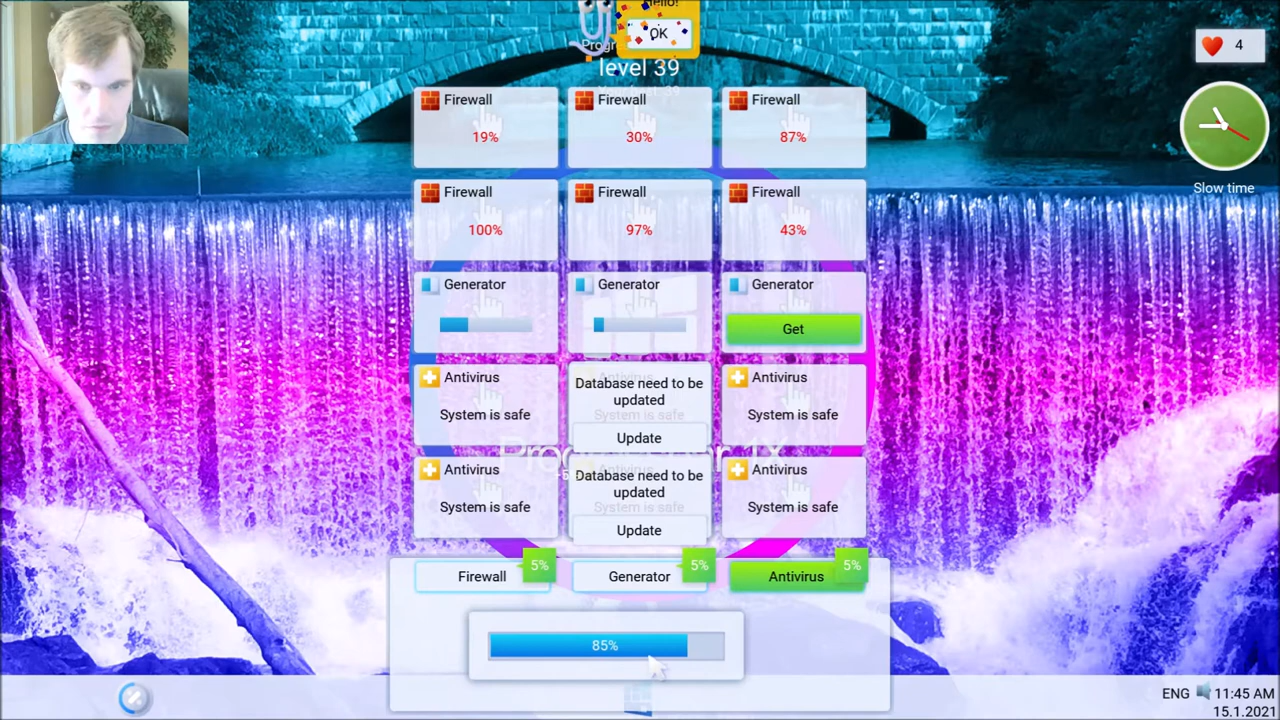 Hello!
OK
level 39
4
Slow time
Firewall
19%
Firewall
30%
Firewall
87%
Firewall
100%
Firewall
97%
Firewall
43%
Generator
Generator
Generator
Get
Antivirus
System is safe
Database need to be
updated
Update
Antivirus
System is safe
Antivirus
System is safe
Database need to be
updated
Update
Antivirus
System is safe
Firewall
5%
Generator
5%
Antivirus
5%
85%
ENG
11:45 AM
15.1.2021